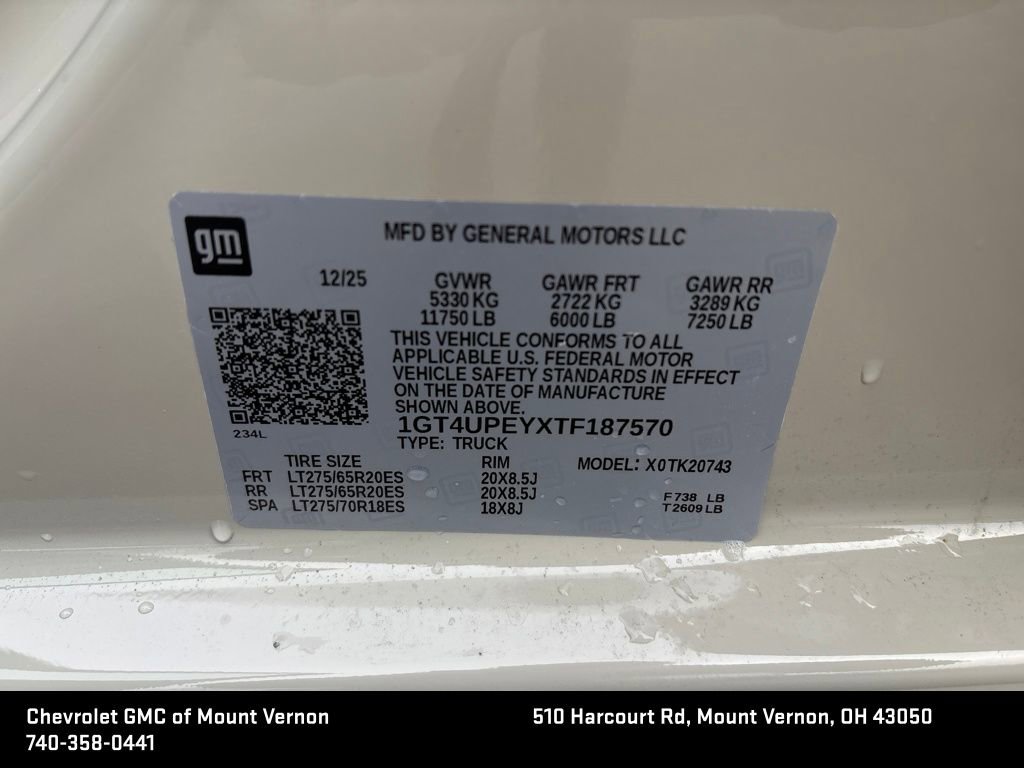 gm
MFD BY GENERAL MOTORS LLC
12/25 GVWR GAWR FRT GAWR RR
5330 KG 2722 KG 3289 KG
11750 LB 6000 LB 7250 LB
THIS VEHICLE CONFORMS TO ALL
APPLICABLE U.S. FEDERAL MOTOR
VEHICLE SAFETY STANDARDS IN EFFECT
ON THE DATE OF MANUFACTURE
SHOWN ABOVE.
234L
1GT4UPEYXTF187570
TYPE: TRUCK
TIRE SIZE RIM MODEL: X0TK20743
FRT LT275/65R20ES 20X8.5J
RR LT275/65R20ES 20X8.5J F738 LB
SPA LT275/70R18ES 18X8J T2609 LB
Chevrolet GMC of Mount Vernon 510 Harcourt Rd, Mount Vernon, OH 43050
740-358-0441